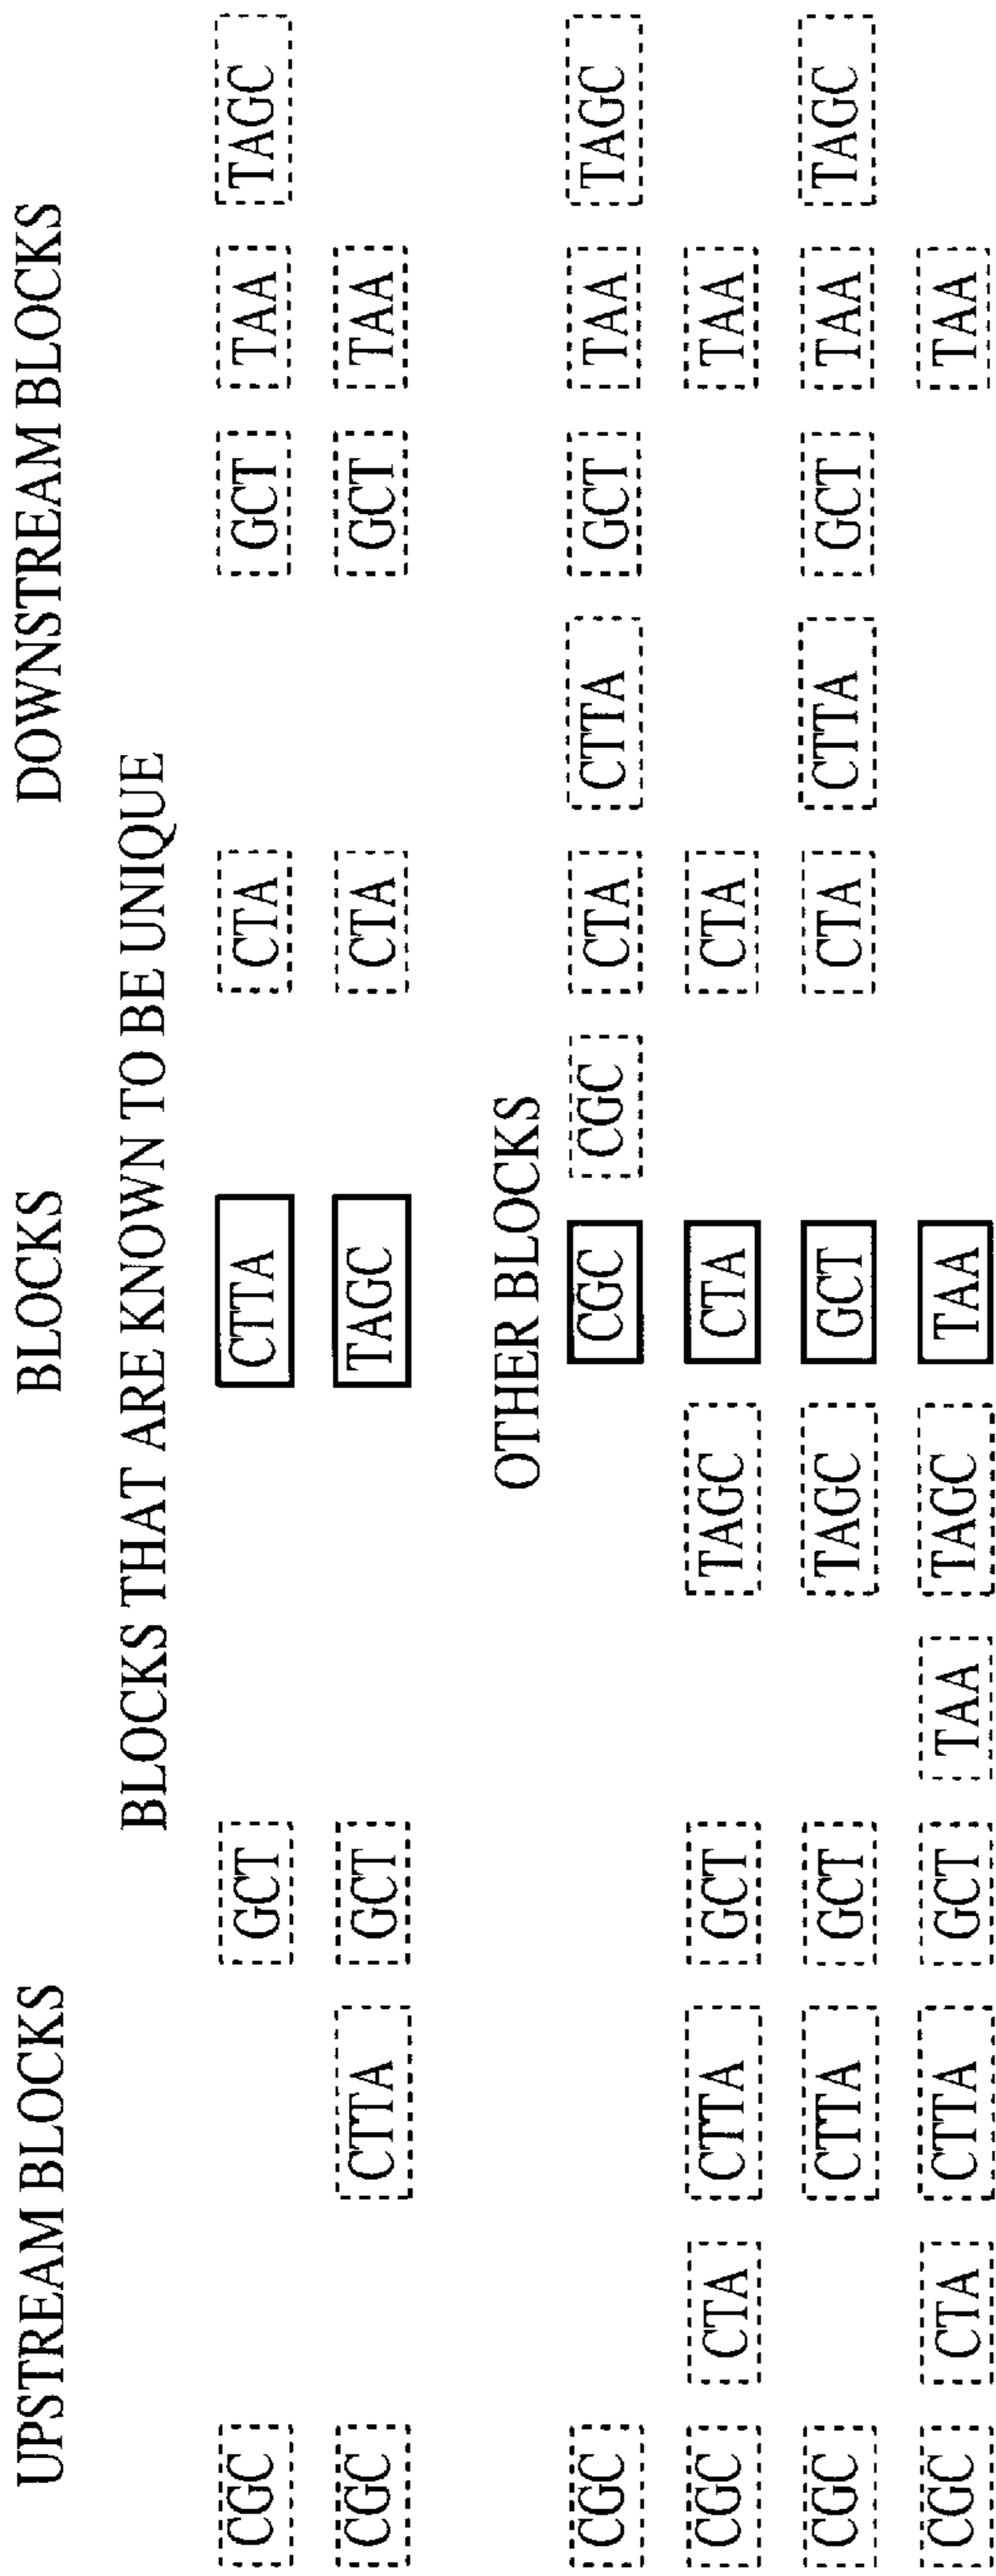 UPSTREAM BLOCKS BLOCKS DOWNSTREAM BLOCKS
BLOCKS THAT ARE KNOWN TO BE UNIQUE
CGC GCT CTTA CTA GCT TAA TAGC
CGC CTTA GCT TAGC CTA GCT TAA
OTHER BLOCKS
CGC CGC CGC CTA CTTA GCT TAA TAGC
CGC CTA CTTA GCT TAGC CTA CTA TAA
CGC CTTA GCT TAGC GCT CTA CTTA GCT TAA TAGC
CGC CTA CTTA GCT TAA TAGC TAA TAA